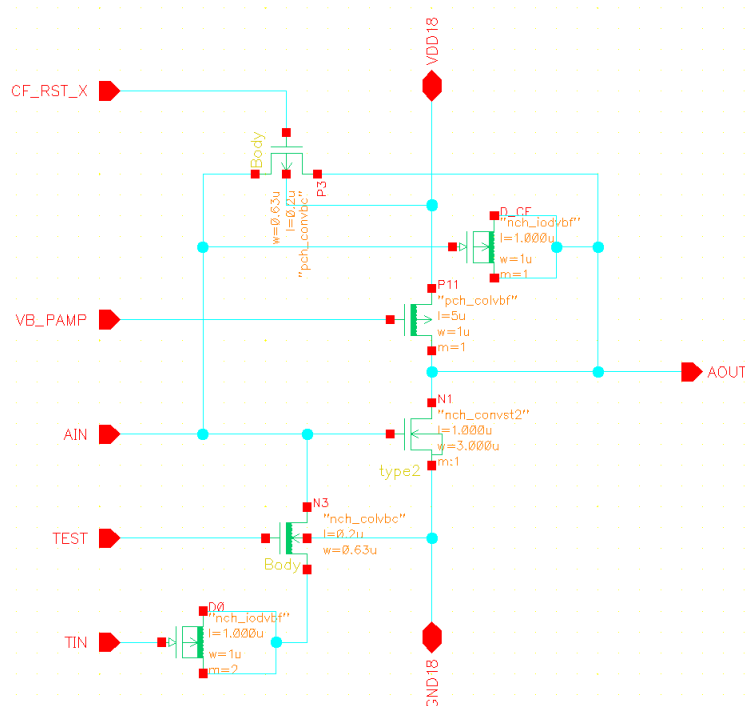 VDD18
CF_RST_X
Body
P3
w=0.63u
l=0.2u
"pch_convbc"
D_CF
"nch_iodvbf"
l=1.000u
w=1u
m=1
P11
"pch_colvbf"
l=5u
w=1u
m=1
VB_PAMP
AOUT
N1
"nch_convst2"
l=1.000u
w=3.000u
m:1
type2
AIN
N3
"nch_colvbc"
l=0.2u
w=0.63u
Body
TEST
D0
"nch_iodvbf"
l=1.000u
w=1u
m=2
TIN
GND18